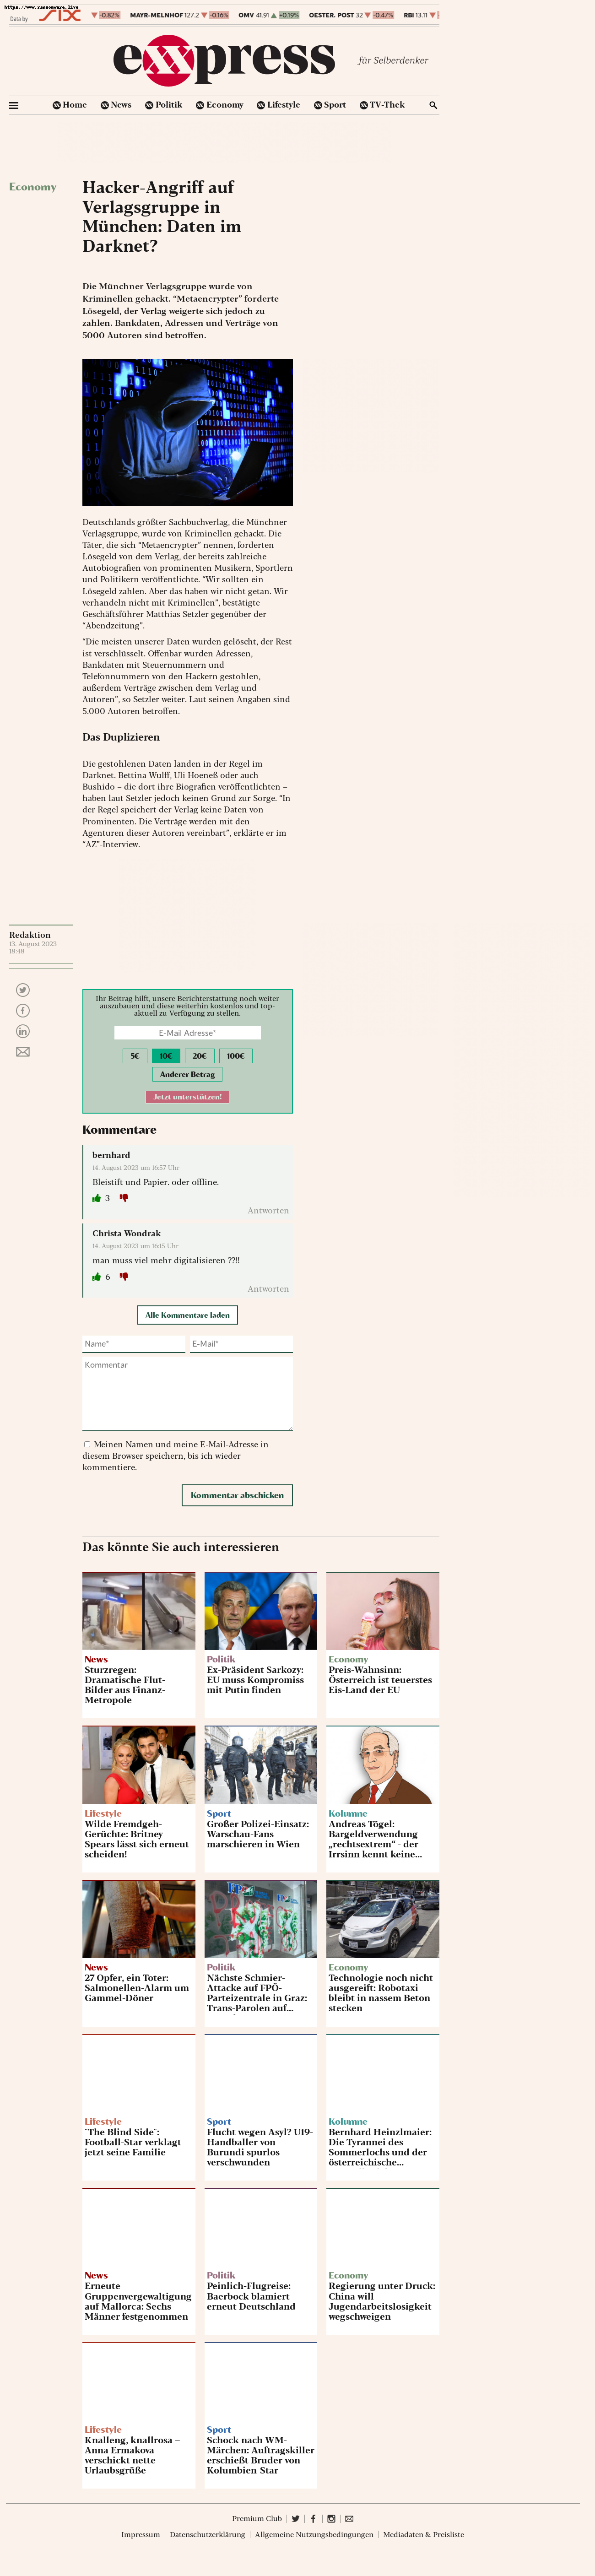 https://www.ransomware.live
Data by SIX
-0.82% MAYR-MELNHOF 127.2 -0.16% OMV 41.91 +0.19% OESTER. POST 32 -0.47% RBI 13.11
exxpress
für Selberdenker
Home News Politik Economy Lifestyle Sport TV-Thek
Economy
Hacker-Angriff auf
Verlagsgruppe in
München: Daten im
Darknet?
Die Münchner Verlagsgruppe wurde von
Kriminellen gehackt. “Metaencrypter” forderte
Lösegeld, der Verlag weigerte sich jedoch zu
zahlen. Bankdaten, Adressen und Verträge von
5000 Autoren sind betroffen.
Deutschlands größter Sachbuchverlag, die Münchner
Verlagsgruppe, wurde von Kriminellen gehackt. Die
Täter, die sich “Metaencrypter” nennen, forderten
Lösegeld von dem Verlag, der bereits zahlreiche
Autobiografien von prominenten Musikern, Sportlern
und Politikern veröffentlichte. “Wir sollten ein
Lösegeld zahlen. Aber das haben wir nicht getan. Wir
verhandeln nicht mit Kriminellen”, bestätigte
Geschäftsführer Matthias Setzler gegenüber der
“Abendzeitung”.
“Die meisten unserer Daten wurden gelöscht, der Rest
ist verschlüsselt. Offenbar wurden Adressen,
Bankdaten mit Steuernummern und
Telefonnummern von den Hackern gestohlen,
außerdem Verträge zwischen dem Verlag und
Autoren”, so Setzler weiter. Laut seinen Angaben sind
5.000 Autoren betroffen.
Das Duplizieren
Die gestohlenen Daten landen in der Regel im
Darknet. Bettina Wulff, Uli Hoeneß oder auch
Bushido – die dort ihre Biografien veröffentlichten –
haben laut Setzler jedoch keinen Grund zur Sorge. “In
der Regel speichert der Verlag keine Daten von
Prominenten. Die Verträge werden mit dem
Agenturen dieser Autoren vereinbart”, erklärte er im
“AZ”-Interview.
Redaktion
13. August 2023
18:48
Ihr Beitrag hilft, unsere Berichterstattung noch weiter
auszubauen und diese weiterhin kostenlos und top-
aktuell zu Verfügung zu stellen.
E-Mail Adresse*
5€ 10€ 20€ 100€
Anderer Betrag
Jetzt unterstützen!
Kommentare
bernhard
14. August 2023 um 16:57 Uhr
Bleistift und Papier. oder offline.
3
Antworten
Christa Wondrak
14. August 2023 um 16:15 Uhr
man muss viel mehr digitalisieren ??!!
6
Antworten
Alle Kommentare laden
Name* E-Mail*
Kommentar
Meinen Namen und meine E-Mail-Adresse in
diesem Browser speichern, bis ich wieder
kommentiere.
Kommentar abschicken
Das könnte Sie auch interessieren
News
Sturzregen:
Dramatische Flut-
Bilder aus Finanz-
Metropole
Politik
Ex-Präsident Sarkozy:
EU muss Kompromiss
mit Putin finden
Economy
Preis-Wahnsinn:
Österreich ist teuerstes
Eis-Land der EU
Lifestyle
Wilde Fremdgeh-
Gerüchte: Britney
Spears lässt sich erneut
scheiden!
Sport
Großer Polizei-Einsatz:
Warschau-Fans
marschieren in Wien
Kolumne
Andreas Tögel:
Bargeldverwendung
„rechtsextrem“ - der
Irrsinn kennt keine...
News
27 Opfer, ein Toter:
Salmonellen-Alarm um
Gammel-Döner
Politik
Nächste Schmier-
Attacke auf FPÖ-
Parteizentrale in Graz:
Trans-Parolen auf...
Economy
Technologie noch nicht
ausgereift: Robotaxi
bleibt in nassem Beton
stecken
Lifestyle
"The Blind Side":
Football-Star verklagt
jetzt seine Familie
Sport
Flucht wegen Asyl? U19-
Handballer von
Burundi spurlos
verschwunden
Kolumne
Bernhard Heinzlmaier:
Die Tyrannei des
Sommerlochs und der
österreichische...
News
Erneute
Gruppenvergewaltigung
auf Mallorca: Sechs
Männer festgenommen
Politik
Peinlich-Flugreise:
Baerbock blamiert
erneut Deutschland
Economy
Regierung unter Druck:
China will
Jugendarbeitslosigkeit
wegschweigen
Lifestyle
Knalleng, knallrosa –
Anna Ermakova
verschickt nette
Urlaubsgrüße
Sport
Schock nach WM-
Märchen: Auftragskiller
erschießt Bruder von
Kolumbien-Star
Premium Club
Impressum Datenschutzerklärung Allgemeine Nutzungsbedingungen Mediadaten & Preisliste